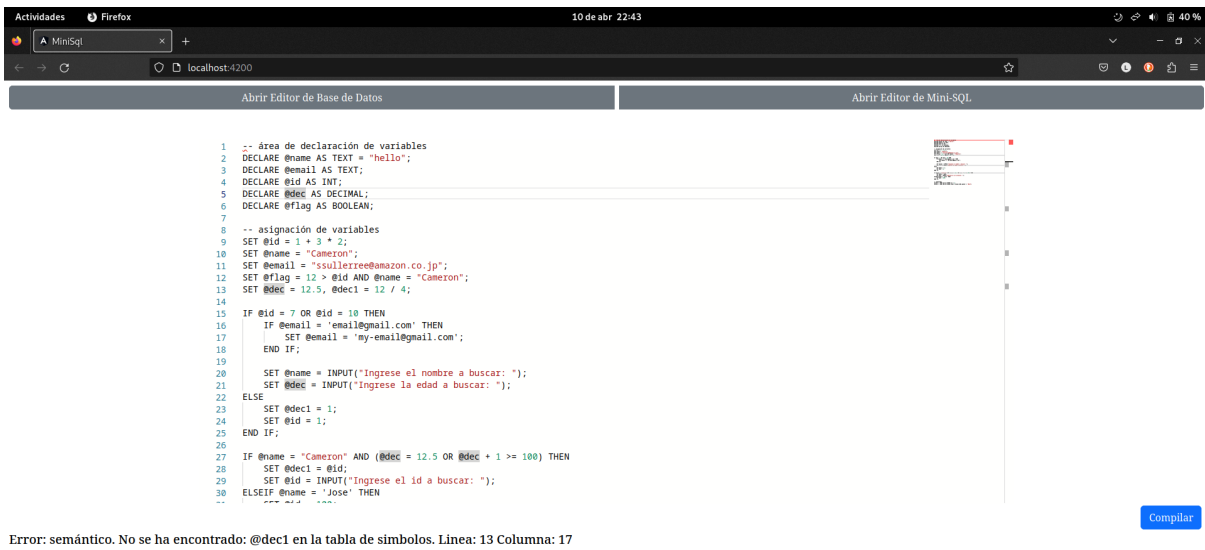 Actividades Firefox 10 de abr 22:43 40 %
MiniSql
localhost:4200
Abrir Editor de Base de Datos Abrir Editor de Mini-SQL
1 -- área de declaración de variables
2 DECLARE @name AS TEXT = "hello";
3 DECLARE @email AS TEXT;
4 DECLARE @id AS INT;
5 DECLARE @dec AS DECIMAL;
6 DECLARE @flag AS BOOLEAN;
7
8 -- asignación de variables
9 SET @id = 1 + 3 * 2;
10 SET @name = "Cameron";
11 SET @email = "ssullerree@amazon.co.jp";
12 SET @flag = 12 > @id AND @name = "Cameron";
13 SET @dec = 12.5, @dec1 = 12 / 4;
14
15 IF @id = 7 OR @id = 10 THEN
16 IF @email = 'email@gmail.com' THEN
17 SET @email = 'my-email@gmail.com';
18 END IF;
19
20 SET @name = INPUT("Ingrese el nombre a buscar: ");
21 SET @dec = INPUT("Ingrese la edad a buscar: ");
22 ELSE
23 SET @dec1 = 1;
24 SET @id = 1;
25 END IF;
26
27 IF @name = "Cameron" AND (@dec = 12.5 OR @dec + 1 >= 100) THEN
28 SET @dec1 = @id;
29 SET @id = INPUT("Ingrese el id a buscar: ");
30 ELSEIF @name = 'Jose' THEN
Compilar
Error: semántico. No se ha encontrado: @dec1 en la tabla de simbolos. Linea: 13 Columna: 17